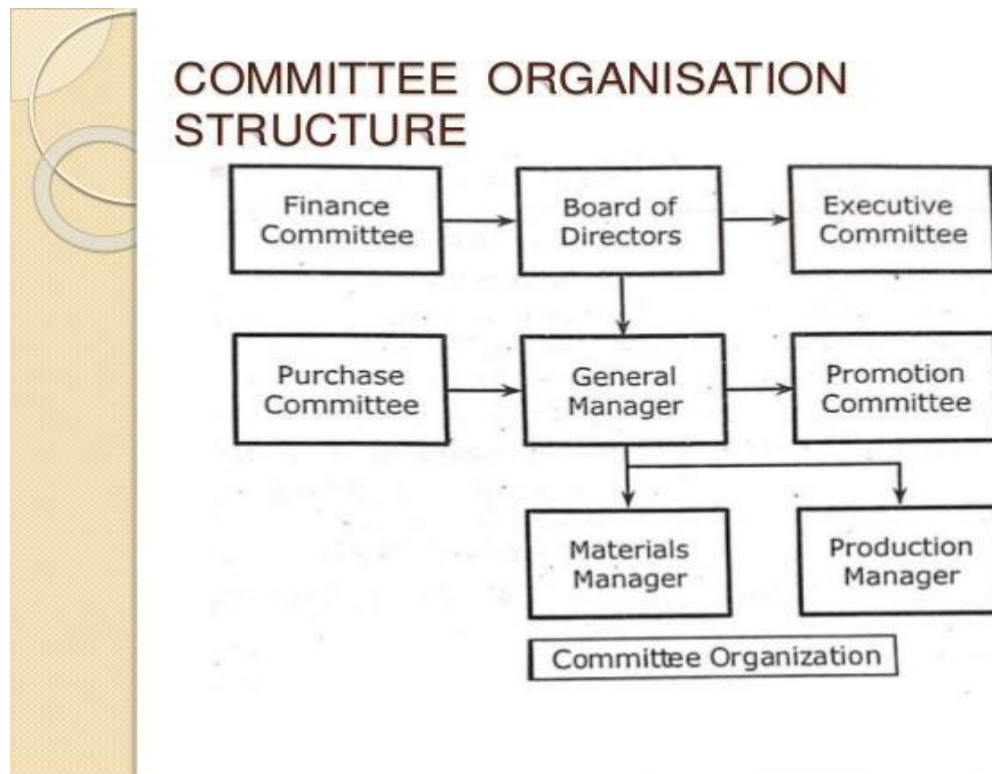 COMMITTEE ORGANISATION
STRUCTURE
Finance
Committee
Board of
Directors
Executive
Committee
Purchase
Committee
General
Manager
Promotion
Committee
Materials
Manager
Production
Manager
Committee Organization